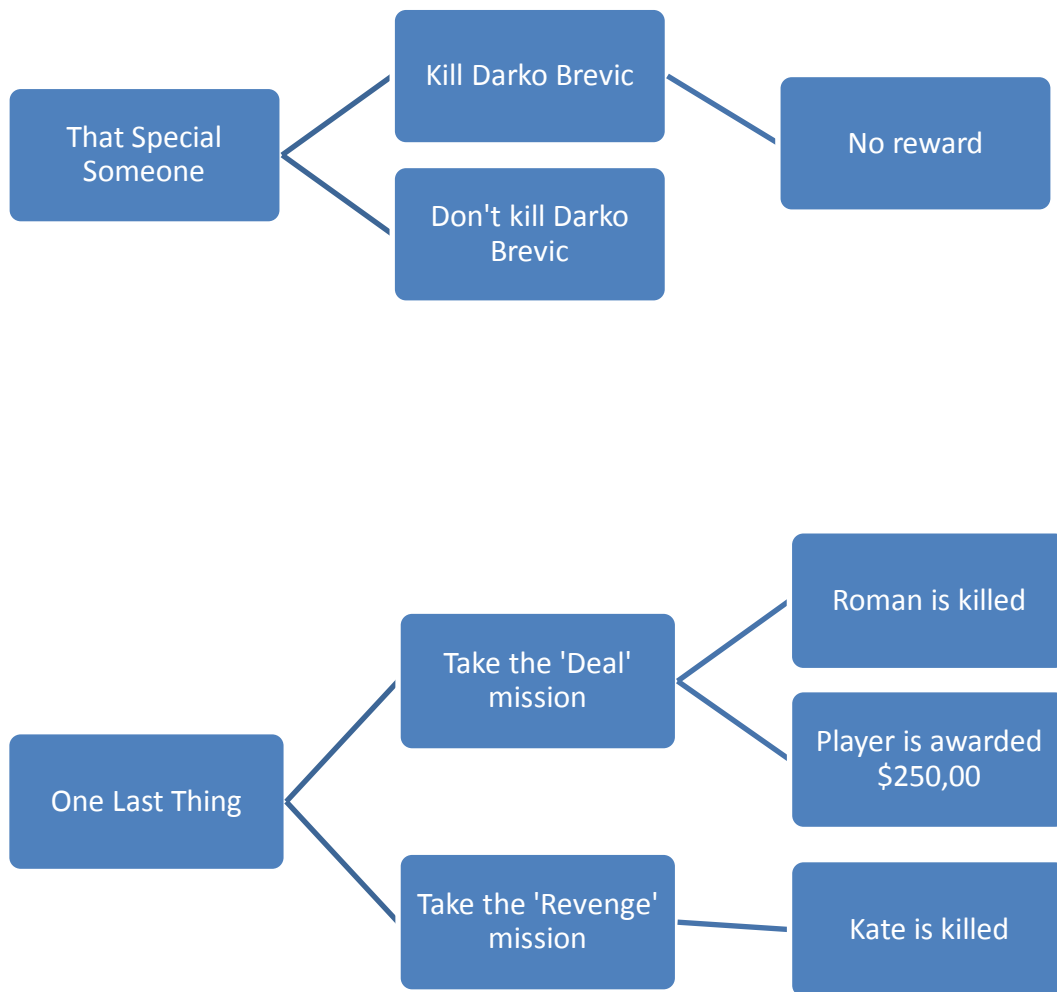 That Special
Someone
Kill Darko Brevic
Don't kill Darko
Brevic
No reward
One Last Thing
Take the 'Deal'
mission
Roman is killed
Player is awarded
$250,00
Take the 'Revenge'
mission
Kate is killed